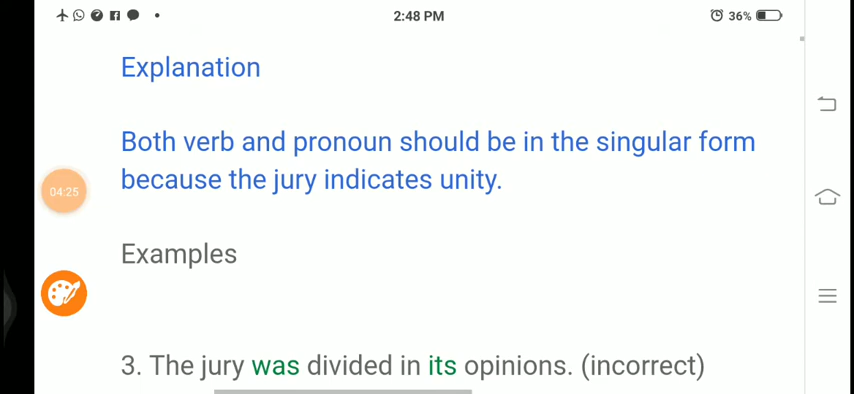 2:48 PM
36%
Explanation
Both verb and pronoun should be in the singular form
because the jury indicates unity.
04:25
Examples
3. The jury was divided in its opinions. (incorrect)